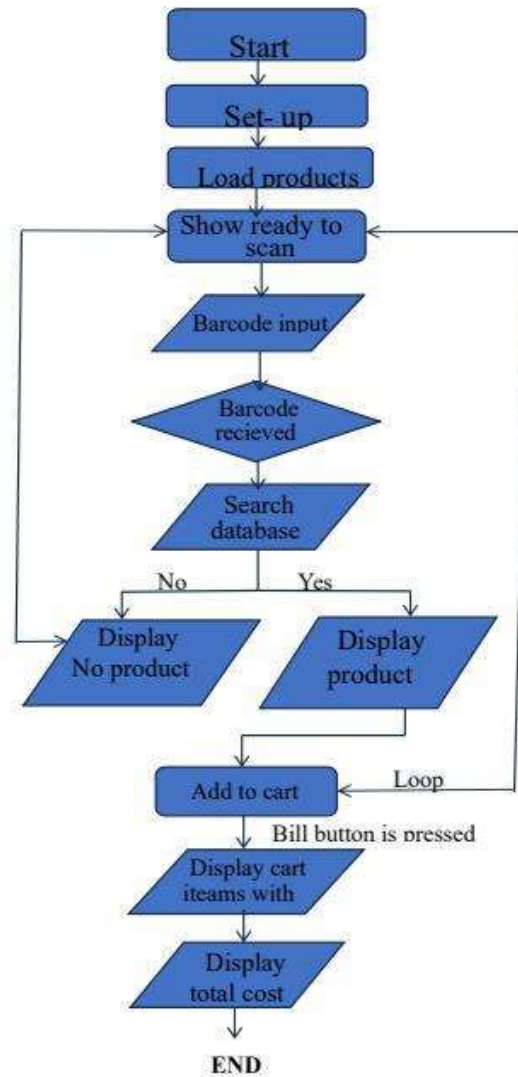 Start
Set- up
Load products
Show ready to
scan
Barcode input
Barcode
recieved
Search
database
No
Yes
Display
No product
Display
product
Add to cart
Loop
Bill button is pressed
Display cart
iteams with
Display
total cost
END